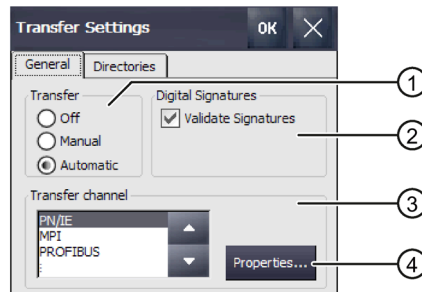 Transfer Settings OK
General Directories
Transfer Digital Signatures
Off Validate Signatures
Manual
Automatic
Transfer channel
PN/IE
MPI
PROFIBUS
:
Properties...
1
2
3
4